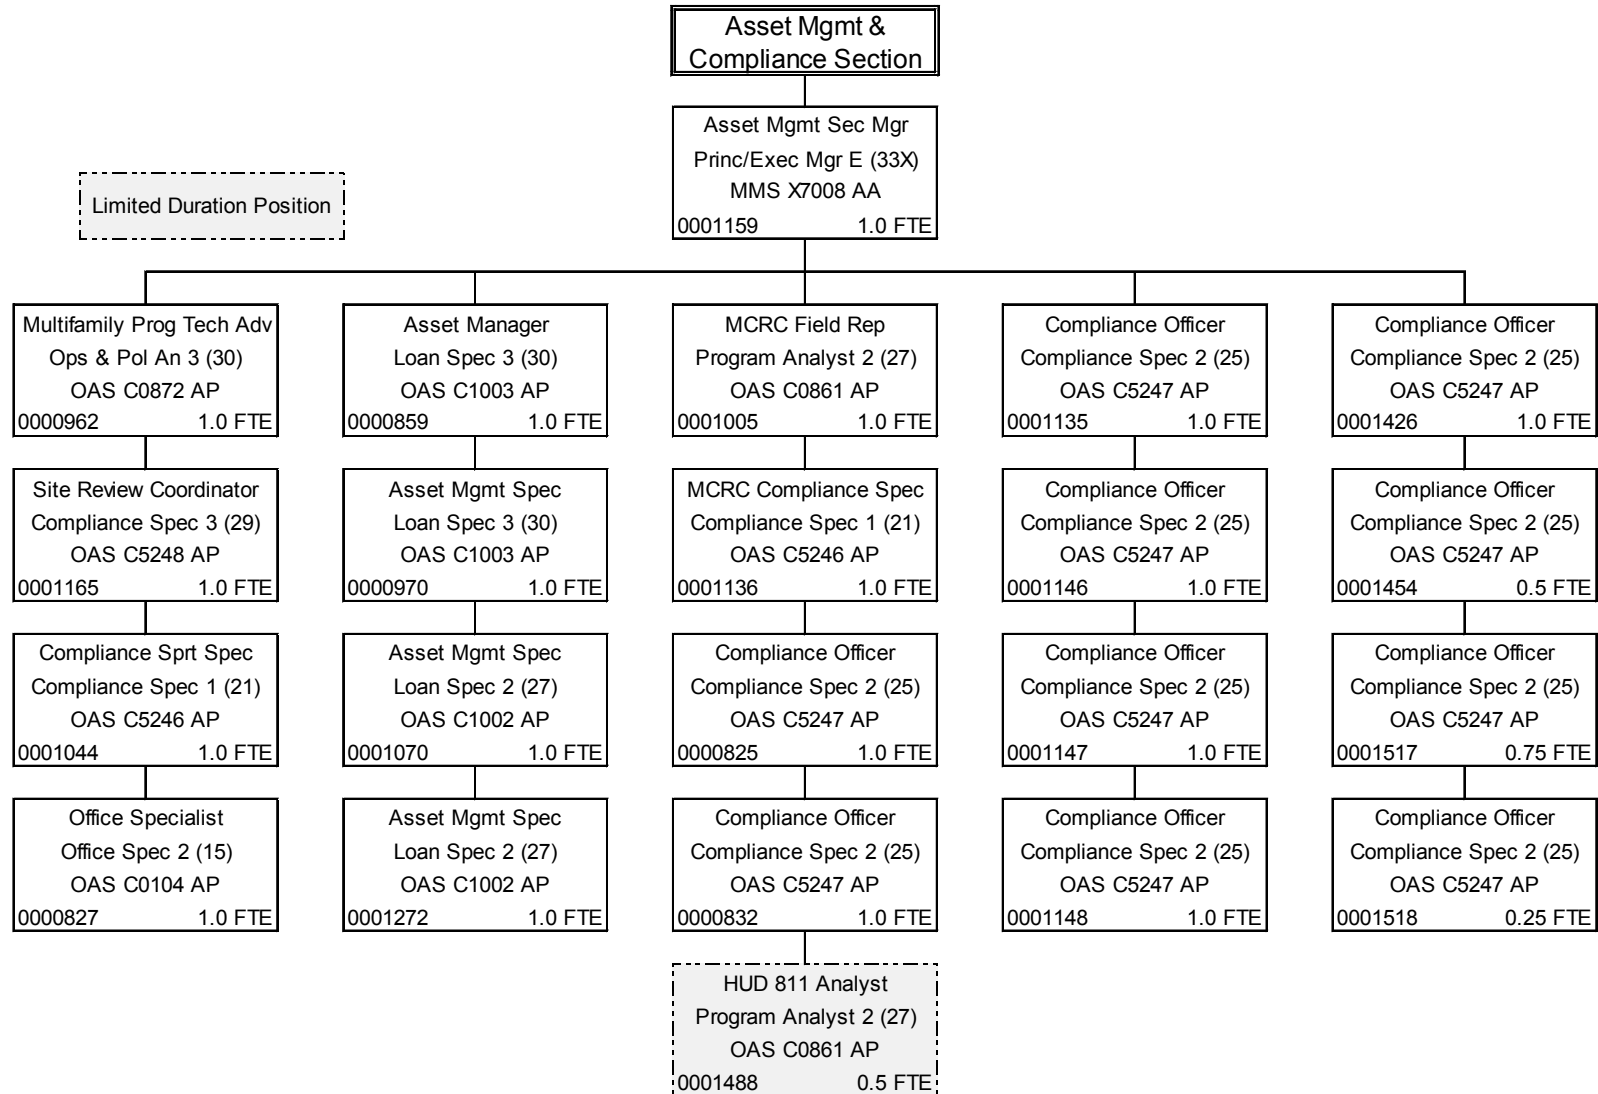 Asset Mgmt &
Compliance Section
Asset Mgmt Sec Mgr
Princ/Exec Mgr E (33X)
MMS X7008 AA
0001159 1.0 FTE
Limited Duration Position
Multifamily Prog Tech Adv
Ops & Pol An 3 (30)
OAS C0872 AP
0000962 1.0 FTE
Site Review Coordinator
Compliance Spec 3 (29)
OAS C5248 AP
0001165 1.0 FTE
Compliance Sprt Spec
Compliance Spec 1 (21)
OAS C5246 AP
0001044 1.0 FTE
Office Specialist
Office Spec 2 (15)
OAS C0104 AP
0000827 1.0 FTE
Asset Manager
Loan Spec 3 (30)
OAS C1003 AP
0000859 1.0 FTE
Asset Mgmt Spec
Loan Spec 3 (30)
OAS C1003 AP
0000970 1.0 FTE
Asset Mgmt Spec
Loan Spec 2 (27)
OAS C1002 AP
0001070 1.0 FTE
Asset Mgmt Spec
Loan Spec 2 (27)
OAS C1002 AP
0001272 1.0 FTE
MCRC Field Rep
Program Analyst 2 (27)
OAS C0861 AP
0001005 1.0 FTE
MCRC Compliance Spec
Compliance Spec 1 (21)
OAS C5246 AP
0001136 1.0 FTE
Compliance Officer
Compliance Spec 2 (25)
OAS C5247 AP
0000825 1.0 FTE
Compliance Officer
Compliance Spec 2 (25)
OAS C5247 AP
0000832 1.0 FTE
HUD 811 Analyst
Program Analyst 2 (27)
OAS C0861 AP
0001488 0.5 FTE
Compliance Officer
Compliance Spec 2 (25)
OAS C5247 AP
0001135 1.0 FTE
Compliance Officer
Compliance Spec 2 (25)
OAS C5247 AP
0001146 1.0 FTE
Compliance Officer
Compliance Spec 2 (25)
OAS C5247 AP
0001147 1.0 FTE
Compliance Officer
Compliance Spec 2 (25)
OAS C5247 AP
0001148 1.0 FTE
Compliance Officer
Compliance Spec 2 (25)
OAS C5247 AP
0001426 1.0 FTE
Compliance Officer
Compliance Spec 2 (25)
OAS C5247 AP
0001454 0.5 FTE
Compliance Officer
Compliance Spec 2 (25)
OAS C5247 AP
0001517 0.75 FTE
Compliance Officer
Compliance Spec 2 (25)
OAS C5247 AP
0001518 0.25 FTE